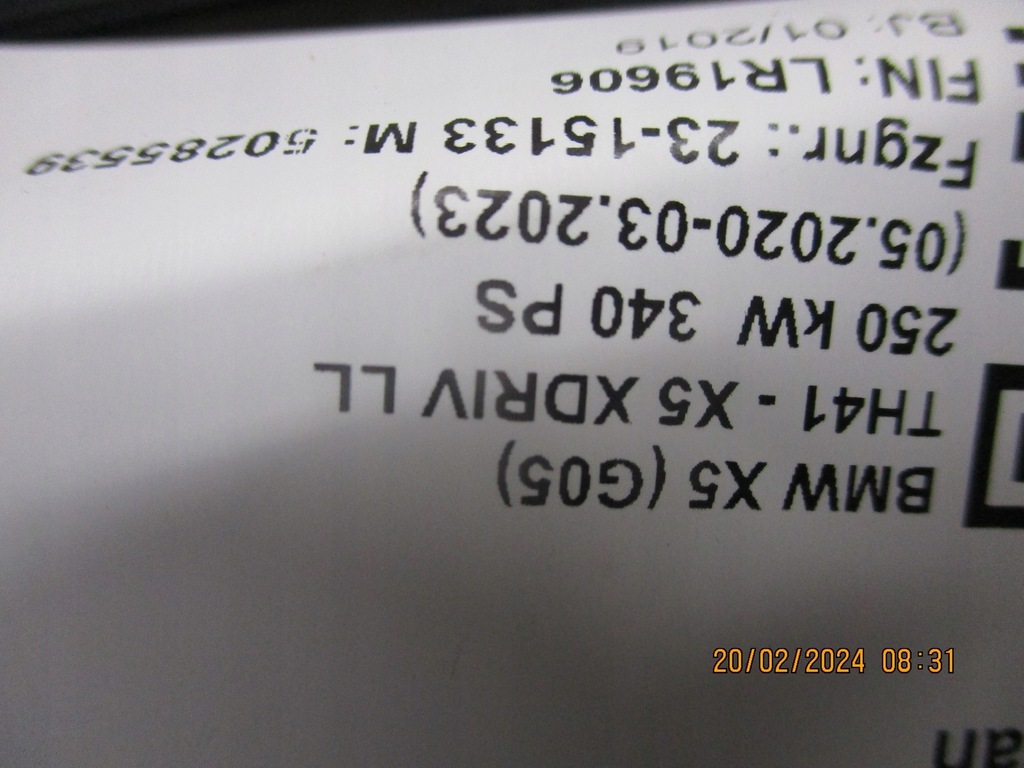 BMW X5 (G05)
TH41 - X5 XDRIV LL
250 kW 340 PS
(05.2020-03.2023)
Fzgnr.: 23-15133 M: 50285539
FIN: LR19606
BJ: 01/2019
20/02/2024 08:31